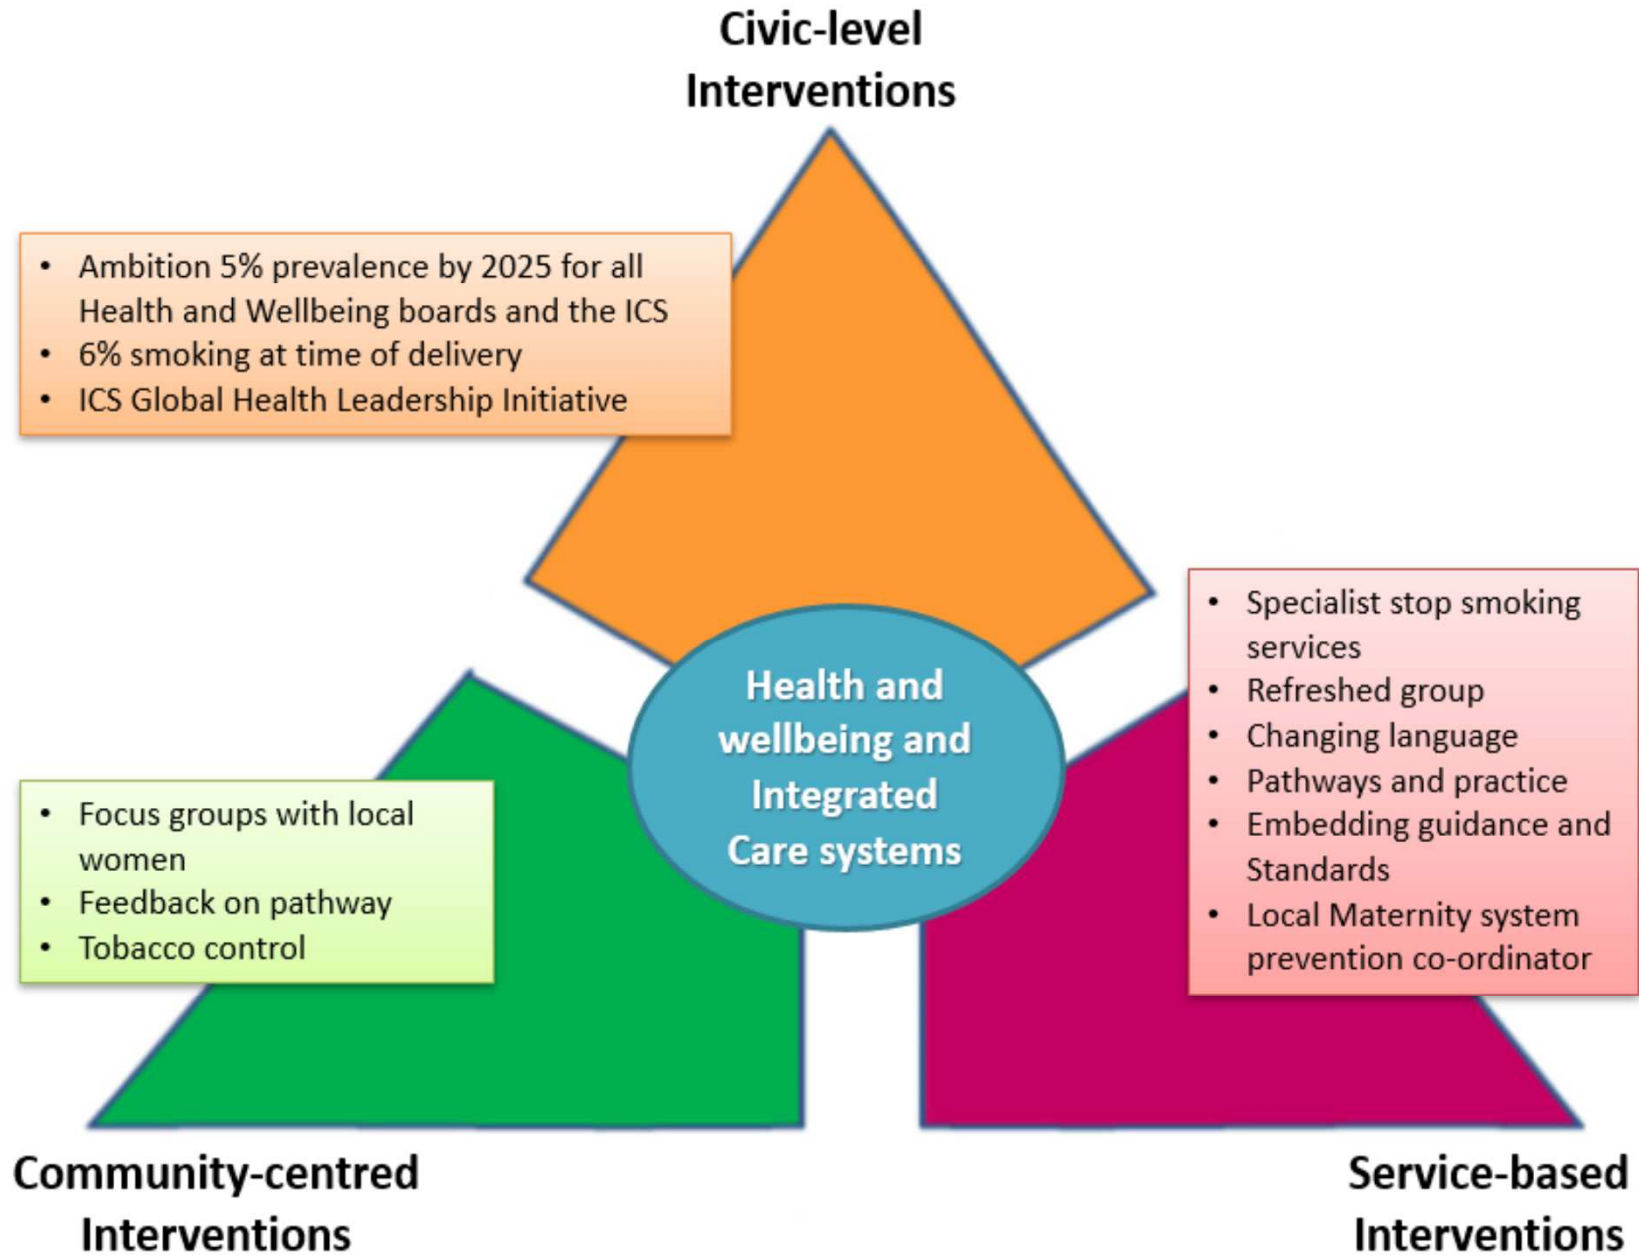 Civic-level
Interventions
• Ambition 5% prevalence by 2025 for all
Health and Wellbeing boards and the ICS
• 6% smoking at time of delivery
• ICS Global Health Leadership Initiative
• Specialist stop smoking
services
• Refreshed group
• Changing language
• Pathways and practice
• Embedding guidance and
Standards
• Local Maternity system
prevention co-ordinator
Health and
wellbeing and
Integrated
Care systems
• Focus groups with local
women
• Feedback on pathway
• Tobacco control
Community-centred
Interventions
Service-based
Interventions